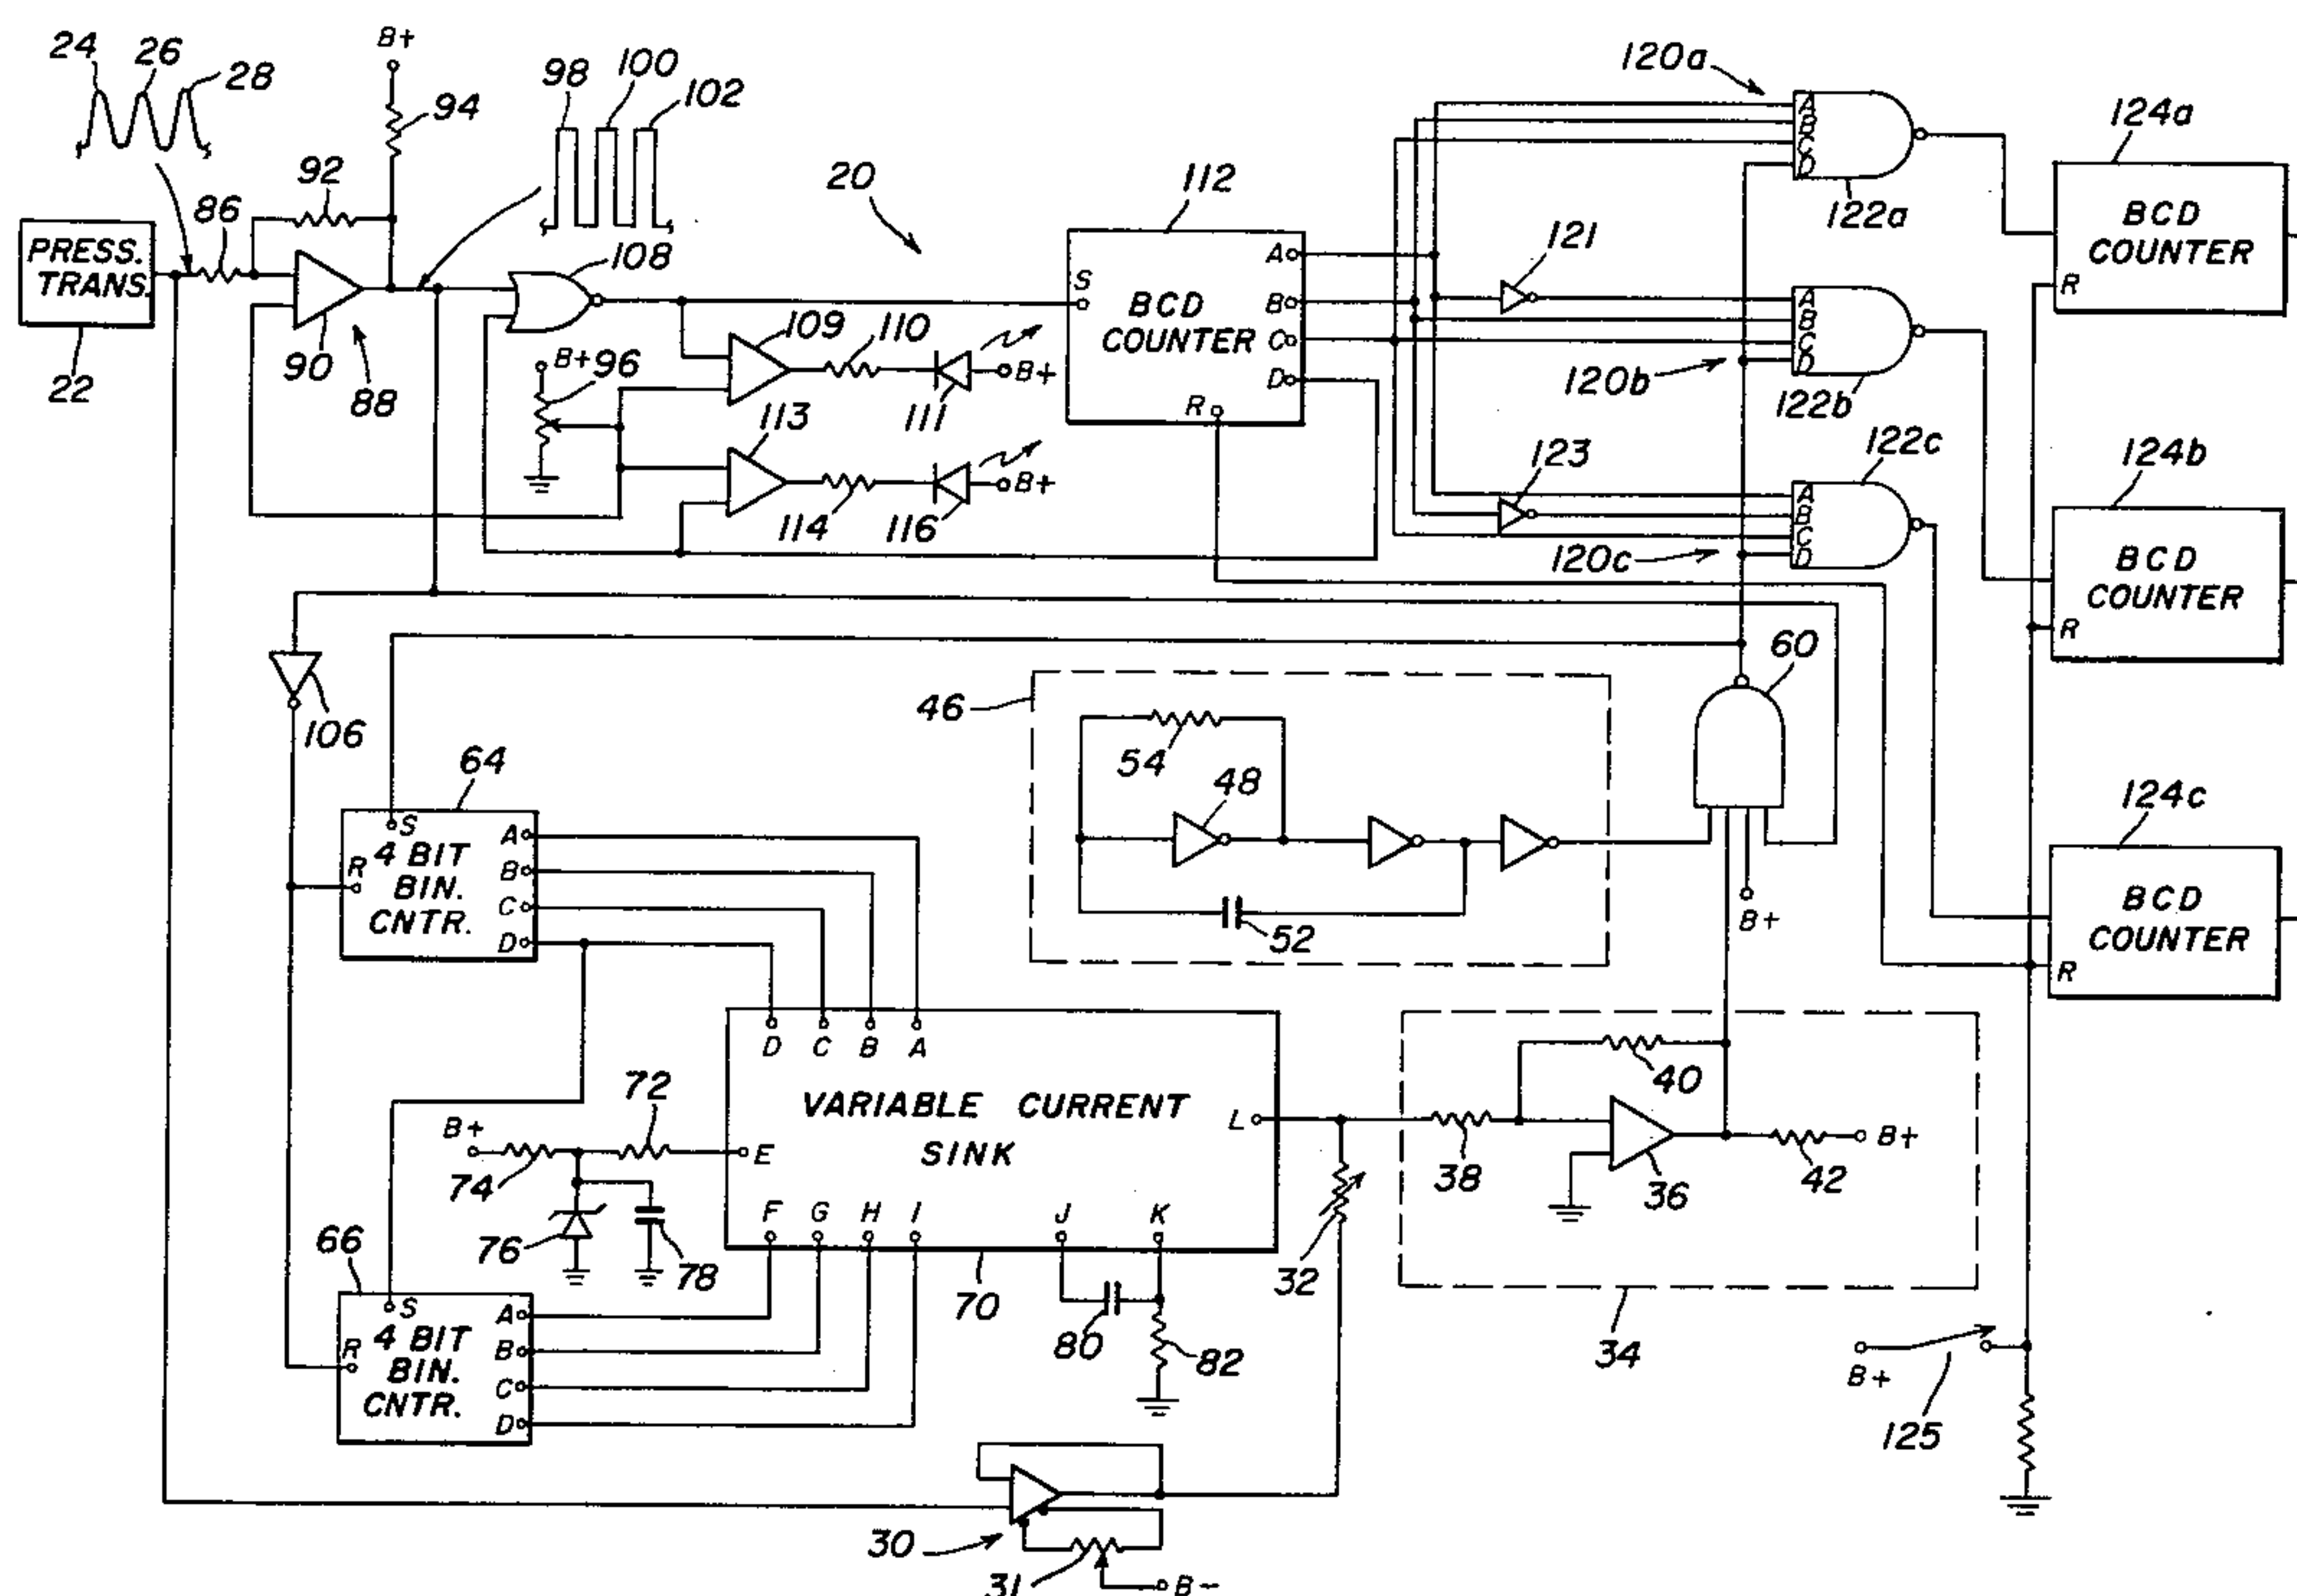 24
26
28
B+
94
98
100
102
92
86
PRESS.
TRANS.
22
90
88
108
20
112
B+
96
109
110
111
B+
113
114
116
B+
S
BCD
COUNTER
A
B
C
D
R
120a
A
B
C
D
122a
121
A
B
C
D
120b
122b
122c
123
A
B
C
D
120c
124a
BCD
COUNTER
R
124b
BCD
COUNTER
R
124c
BCD
COUNTER
R
60
46
54
48
52
B+
106
64
S
4 BIT
BIN.
CNTR.
R
A
B
C
D
D
C
B
A
VARIABLE CURRENT
SINK
E
L
F
G
H
I
J
K
70
72
B+
74
76
78
66
S
4 BIT
BIN.
CNTR.
R
A
B
C
D
80
82
32
38
40
36
42
B+
34
B+
125
30
31
B-